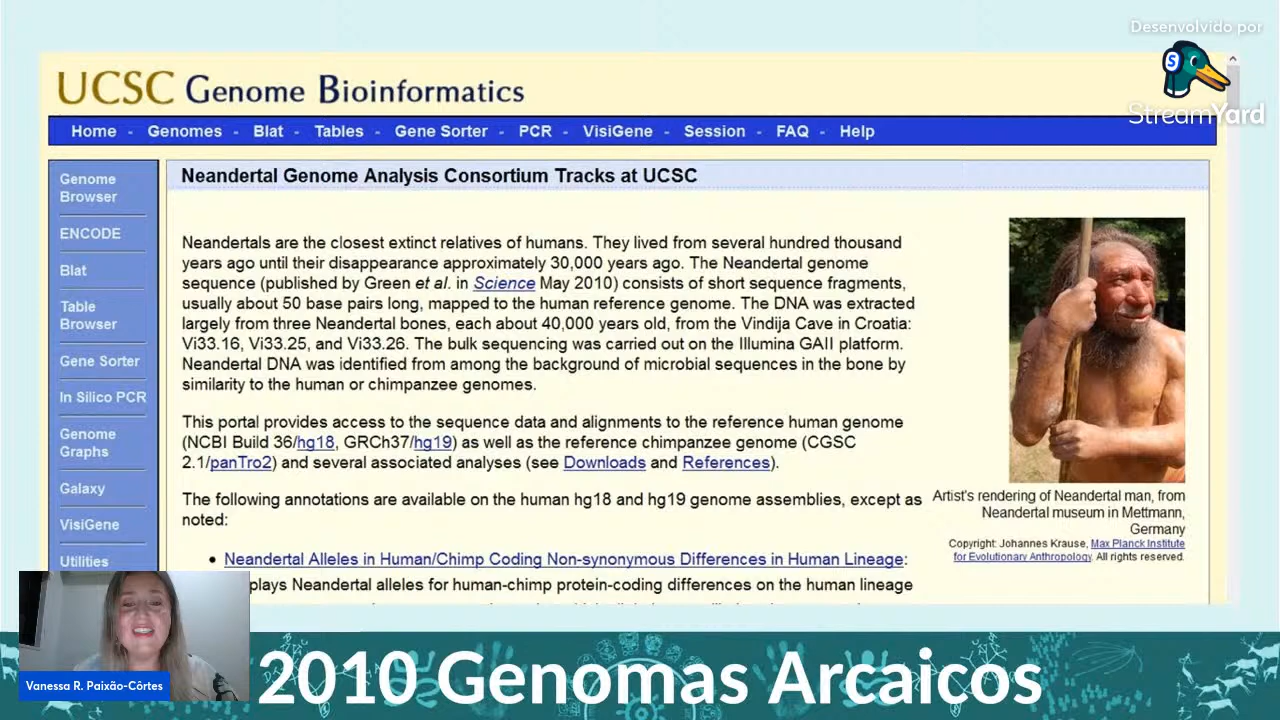 Desenvolvido por
StreamYard
UCSC Genome Bioinformatics
Home - Genomes - Blat - Tables - Gene Sorter - PCR - VisiGene - Session - FAQ - Help
Genome
Browser
ENCODE
Blat
Table
Browser
Gene Sorter
In Silico PCR
Genome
Graphs
Galaxy
VisiGene
Utilities
Neandertal Genome Analysis Consortium Tracks at UCSC
Neandertals are the closest extinct relatives of humans. They lived from several hundred thousand
years ago until their disappearance approximately 30,000 years ago. The Neandertal genome
sequence (published by Green et al. in Science May 2010) consists of short sequence fragments,
usually about 50 base pairs long, mapped to the human reference genome. The DNA was extracted
largely from three Neandertal bones, each about 40,000 years old, from the Vindija Cave in Croatia:
Vi33.16, Vi33.25, and Vi33.26. The bulk sequencing was carried out on the Illumina GAII platform.
Neandertal DNA was identified from among the background of microbial sequences in the bone by
similarity to the human or chimpanzee genomes.
This portal provides access to the sequence data and alignments to the reference human genome
(NCBI Build 36/hg18, GRCh37/hg19) as well as the reference chimpanzee genome (CGSC
2.1/panTro2) and several associated analyses (see Downloads and References).
The following annotations are available on the human hg18 and hg19 genome assemblies, except as
noted:
• Neandertal Alleles in Human/Chimp Coding Non-synonymous Differences in Human Lineage:
plays Neandertal alleles for human-chimp protein-coding differences on the human lineage
Artist's rendering of Neandertal man, from
Neandertal museum in Mettmann,
Germany
Copyright: Johannes Krause, Max Planck Institute
for Evolutionary Anthropology. All rights reserved.
Vanessa R. Paixão-Côrtes
2010 Genomas Arcaicos